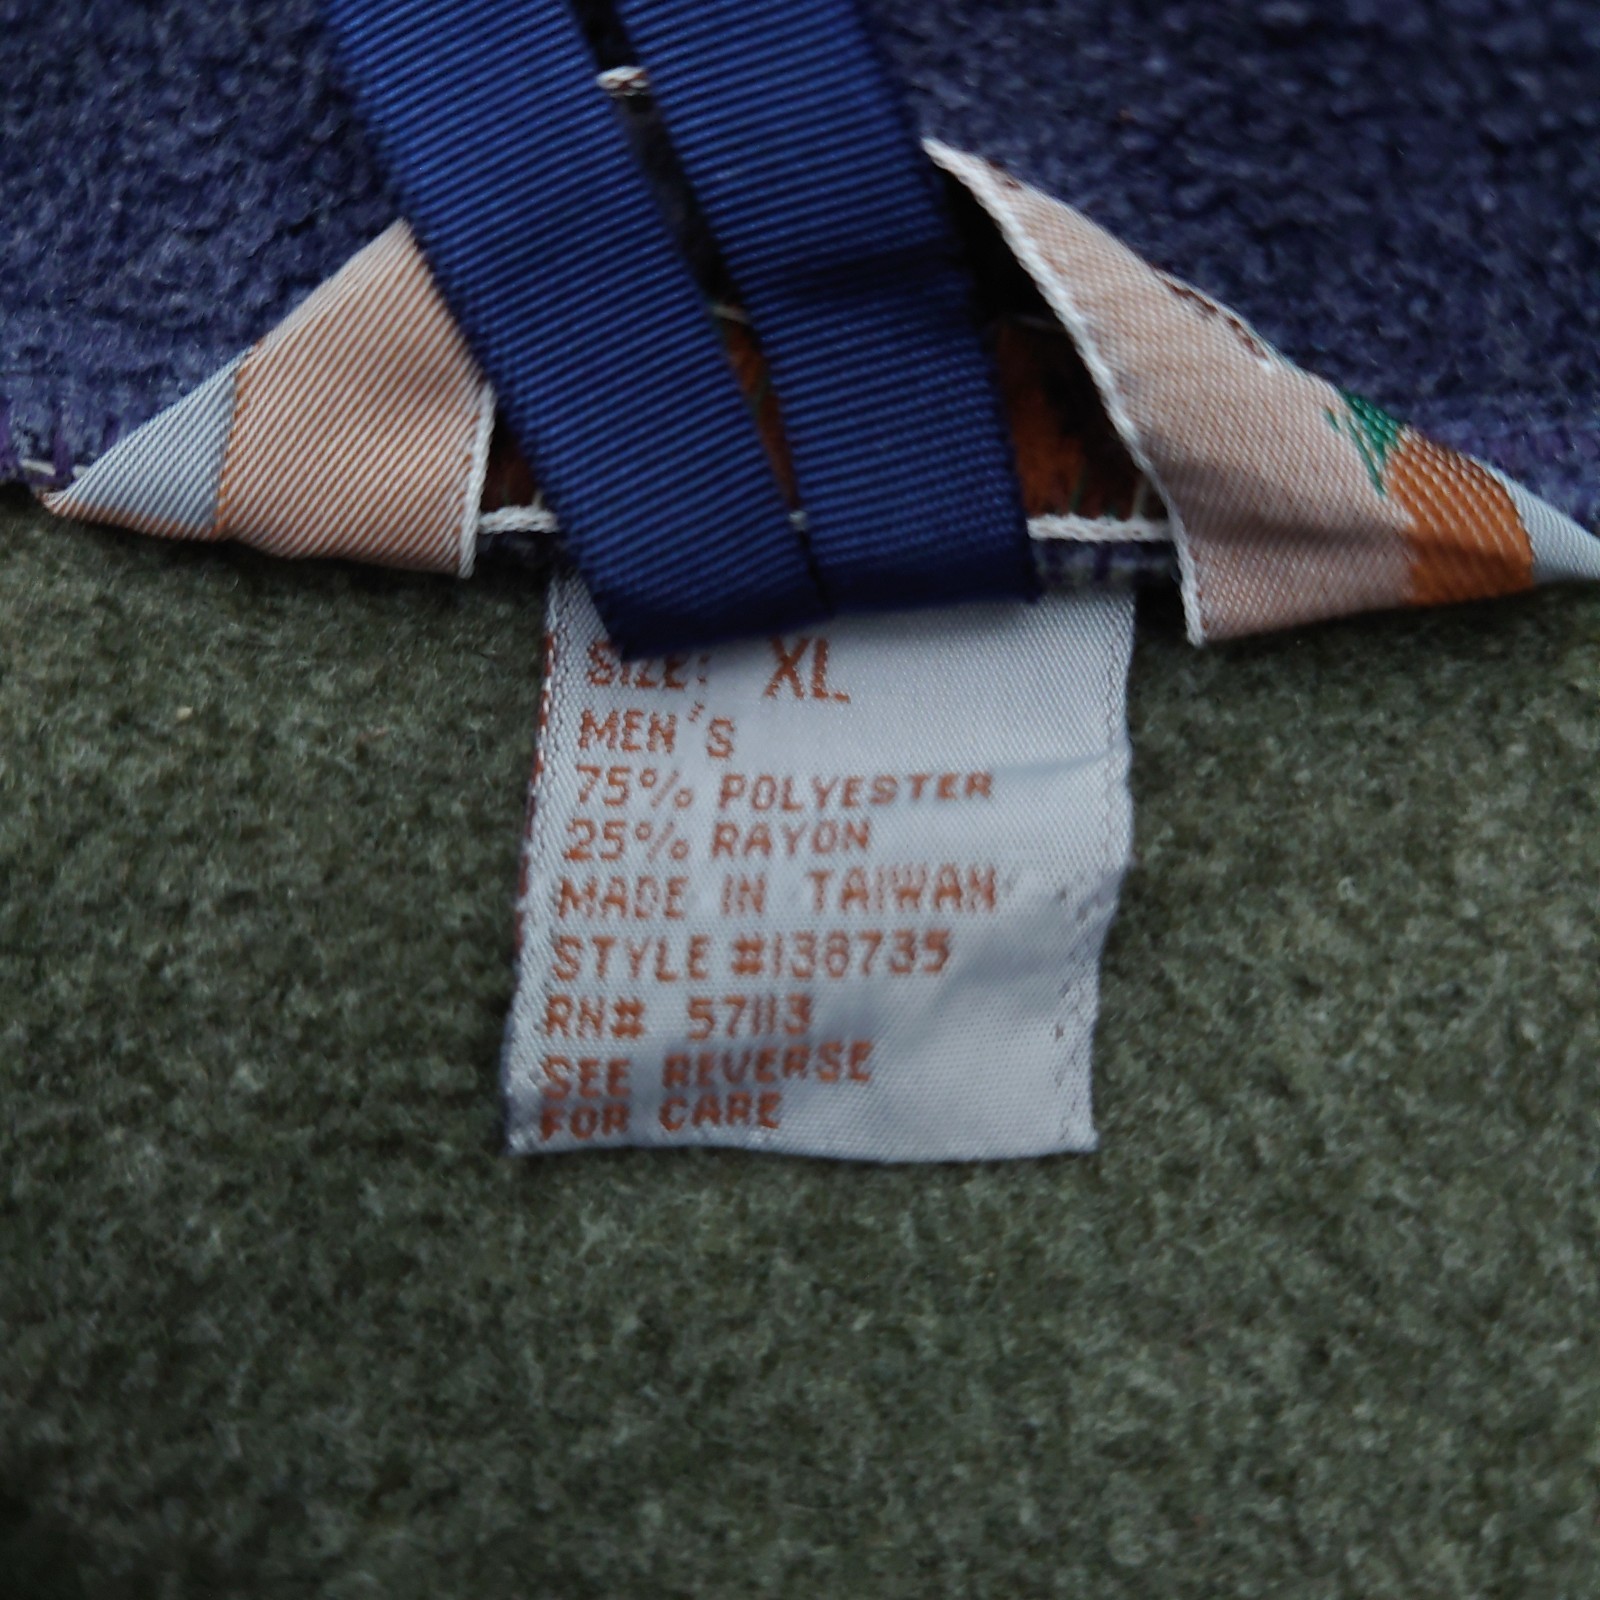 SIZE: XL
MEN'S
75% POLYESTER
25% RAYON
MADE IN TAIWAN
STYLE #138735
RN# 57113
SEE REVERSE
FOR CARE